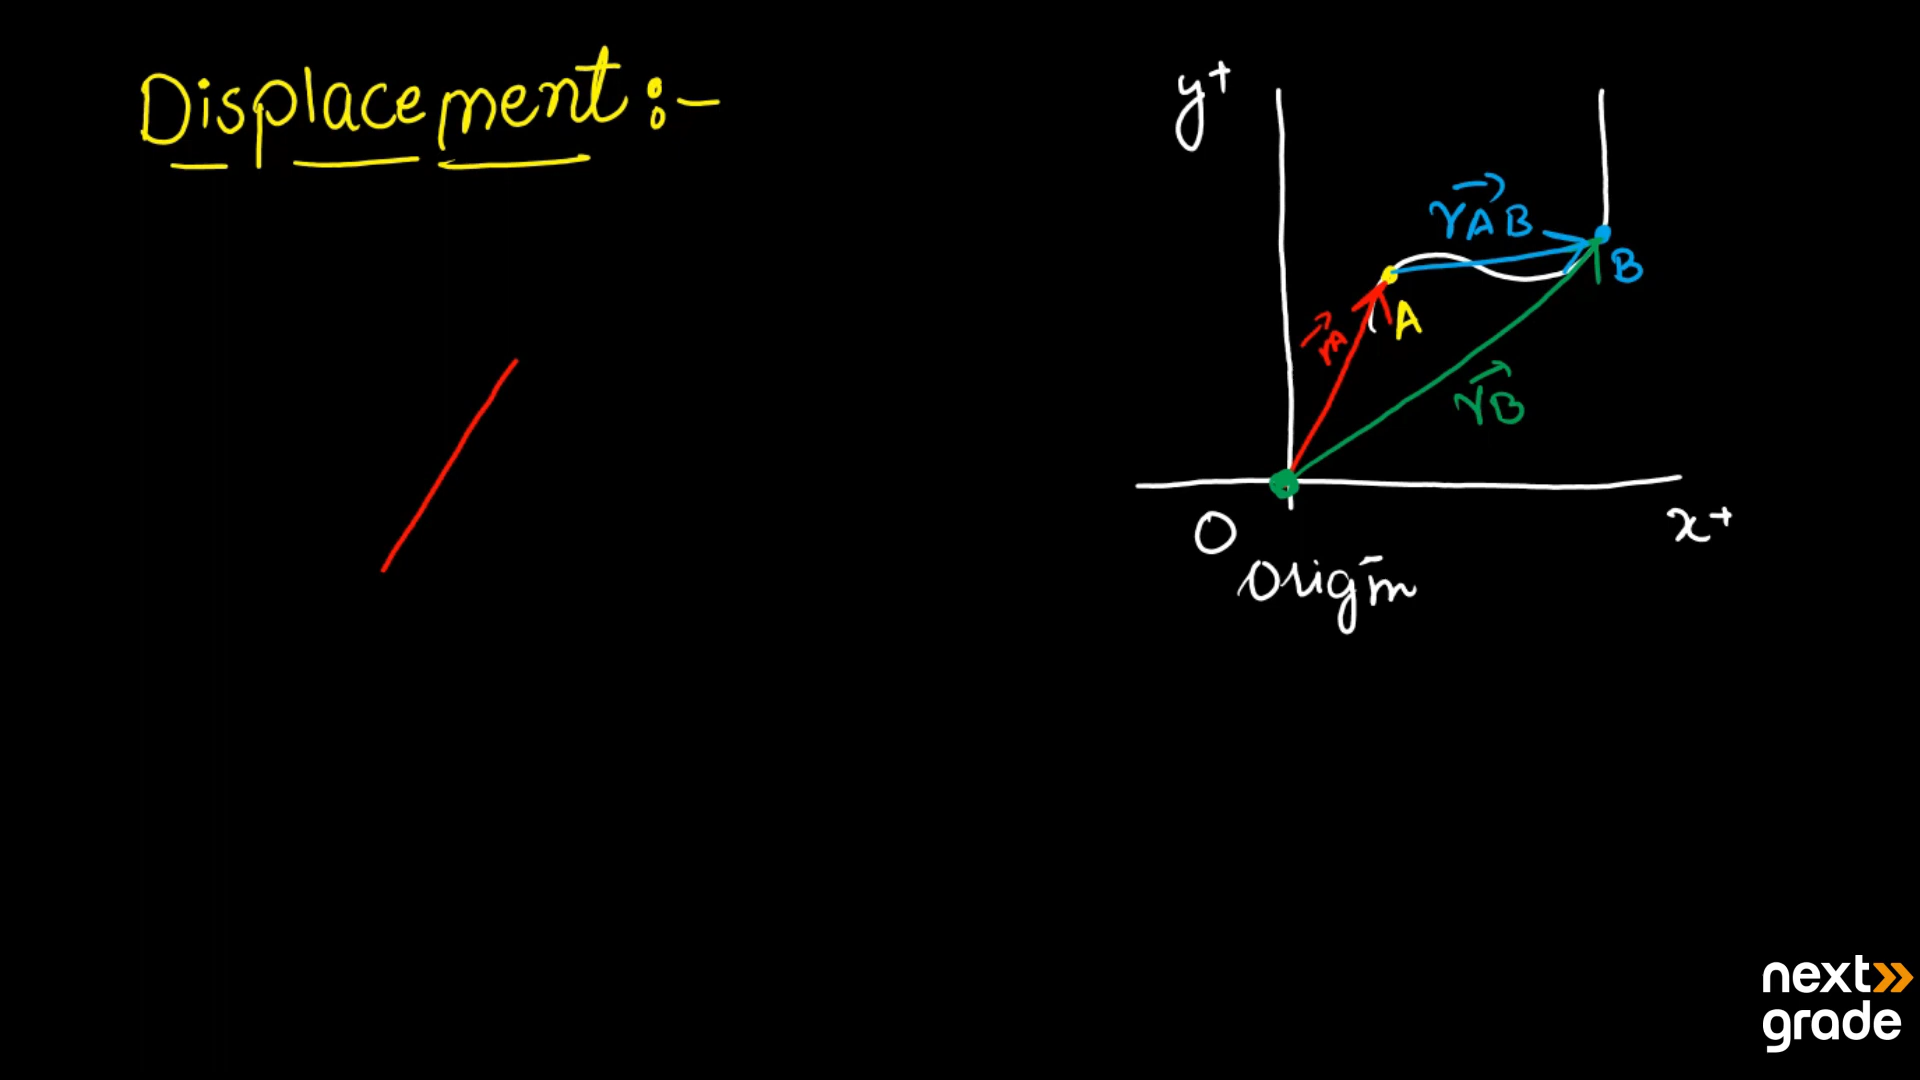 Displacement :-
y+
rAB
B
A
rA
rB
x+
O
origin
next
grade